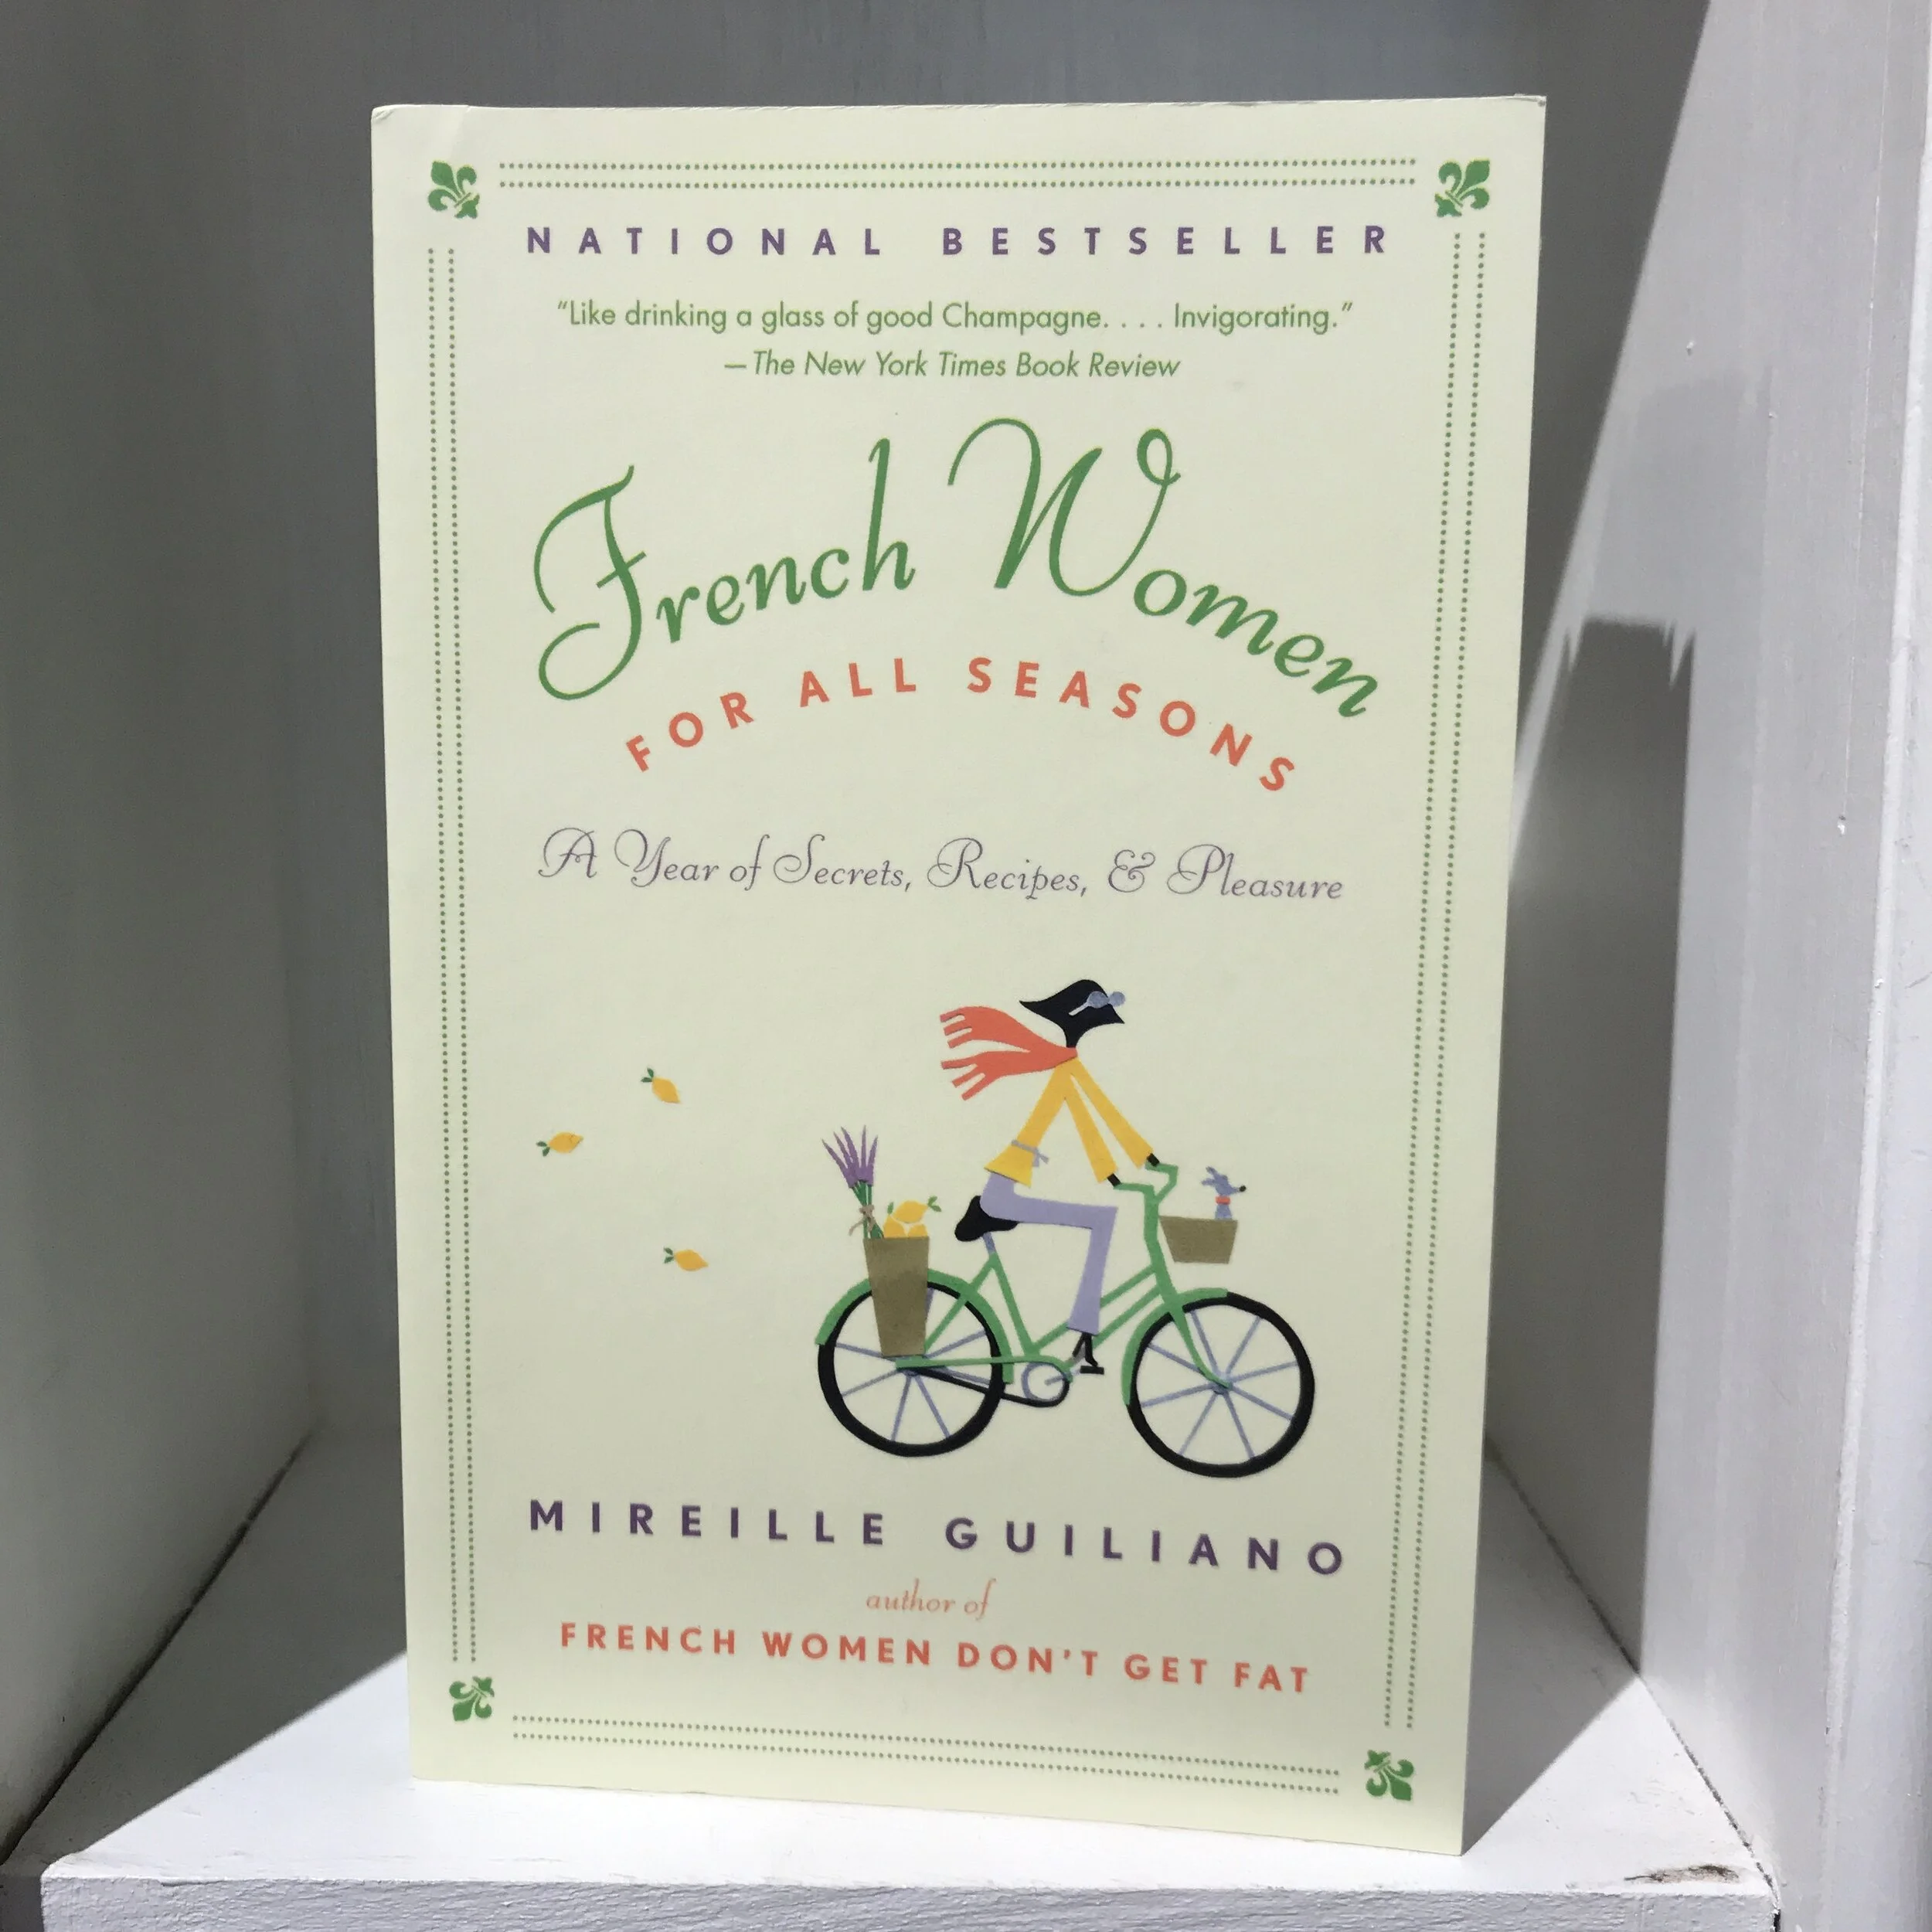 NATIONAL BESTSELLER
“Like drinking a glass of good Champagne. . . . Invigorating.”
—The New York Times Book Review
French Women
FOR ALL SEASONS
A Year of Secrets, Recipes, & Pleasure
MIREILLE GUILIANO
author of
FRENCH WOMEN DON'T GET FAT